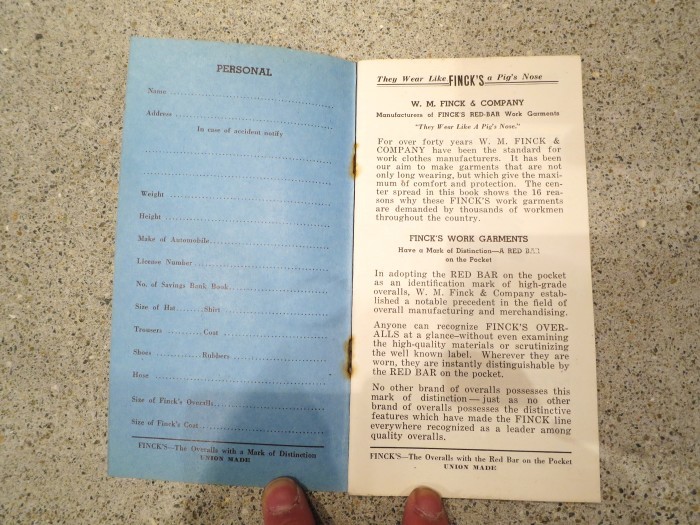 PERSONAL
Name
Address
In case of accident notify
Weight
Height
Make of Automobile
License Number
No. of Savings Bank Book
Size of Hat Shirt
Trousers Coat
Shoes Rubbers
Hose
Size of Finck's Overalls
Size of Finck's Coat
FINCK'S—The Overalls with a Mark of Distinction
UNION MADE
They Wear Like FINCK'S a Pig's Nose
W. M. FINCK & COMPANY
Manufacturers of FINCK'S RED-BAR Work Garments
"They Wear Like A Pig's Nose."
For over forty years W. M. FINCK &
COMPANY have been the standard for
work clothes manufacturers. It has been
our aim to make garments that are not
only long wearing, but which give the maxi-
mum of comfort and protection. The cen-
ter spread in this book shows the 16 rea-
sons why these FINCK'S work garments
are demanded by thousands of workmen
throughout the country.
FINCK'S WORK GARMENTS
Have a Mark of Distinction—A RED BAR
on the Pocket
In adopting the RED BAR on the pocket
as an identification mark of high-grade
overalls, W. M. Finck & Company estab-
lished a notable precedent in the field of
overall manufacturing and merchandising.
Anyone can recognize FINCK'S OVER-
ALLS at a glance—without even examining
the high-quality materials or scrutinizing
the well known label. Wherever they are
worn, they are instantly distinguishable by
the RED BAR on the pocket.
No other brand of overalls possesses this
mark of distinction—just as no other
brand of overalls possesses the distinctive
features which have made the FINCK line
everywhere recognized as a leader among
quality overalls.
FINCK'S—The Overalls with the Red Bar on the Pocket
UNION MADE